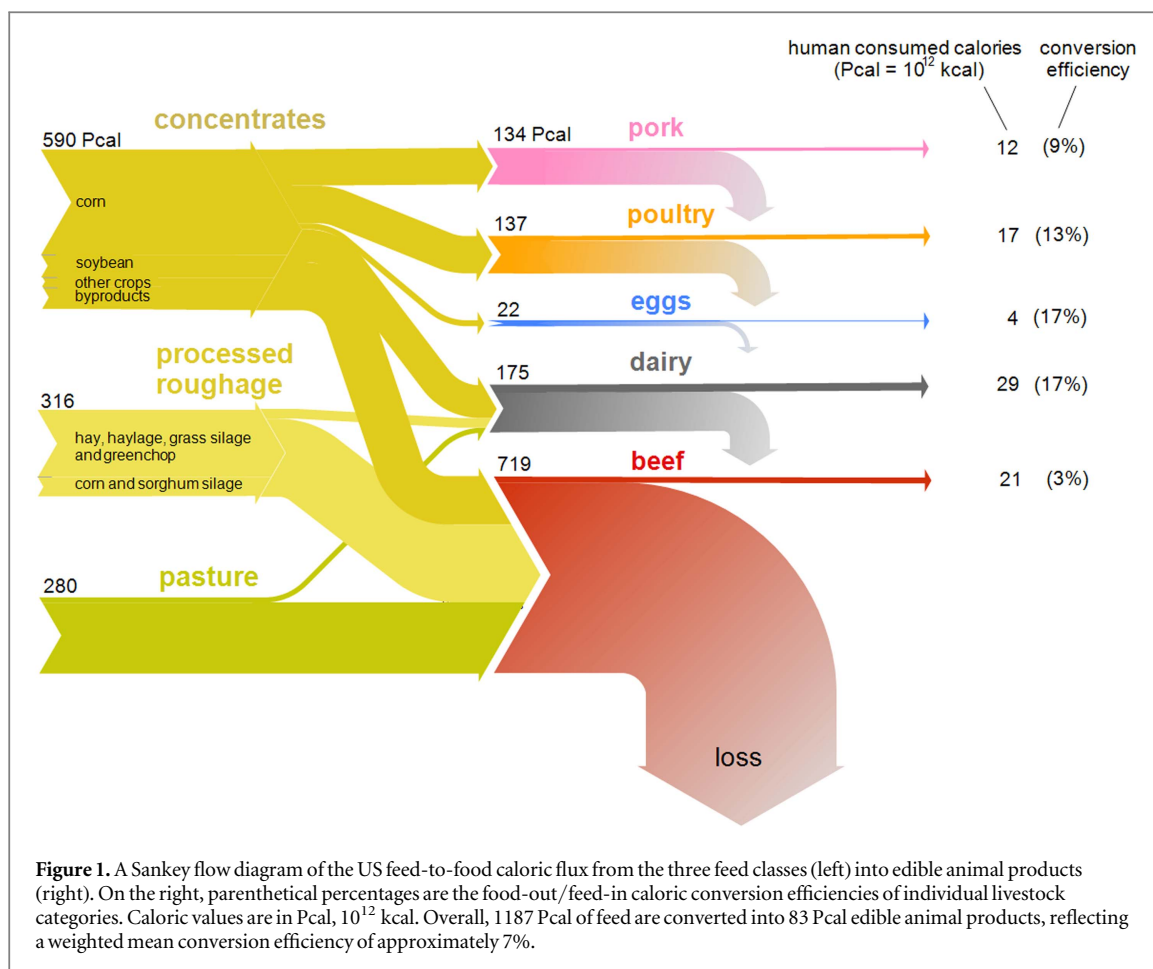 human consumed calories
(Pcal = 10^12 kcal)
conversion
efficiency
concentrates
590 Pcal
corn
soybean
other crops
byproducts
134 Pcal
pork
12 (9%)
137
poultry
17 (13%)
22
eggs
4 (17%)
processed
roughage
316
hay, haylage, grass silage
and greenchop
corn and sorghum silage
175
dairy
29 (17%)
719
beef
21 (3%)
pasture
280
loss
Figure 1. A Sankey flow diagram of the US feed-to-food caloric flux from the three feed classes (left) into edible animal products
(right). On the right, parenthetical percentages are the food-out/feed-in caloric conversion efficiencies of individual livestock
categories. Caloric values are in Pcal, 10^12 kcal. Overall, 1187 Pcal of feed are converted into 83 Pcal edible animal products, reflecting
a weighted mean conversion efficiency of approximately 7%.